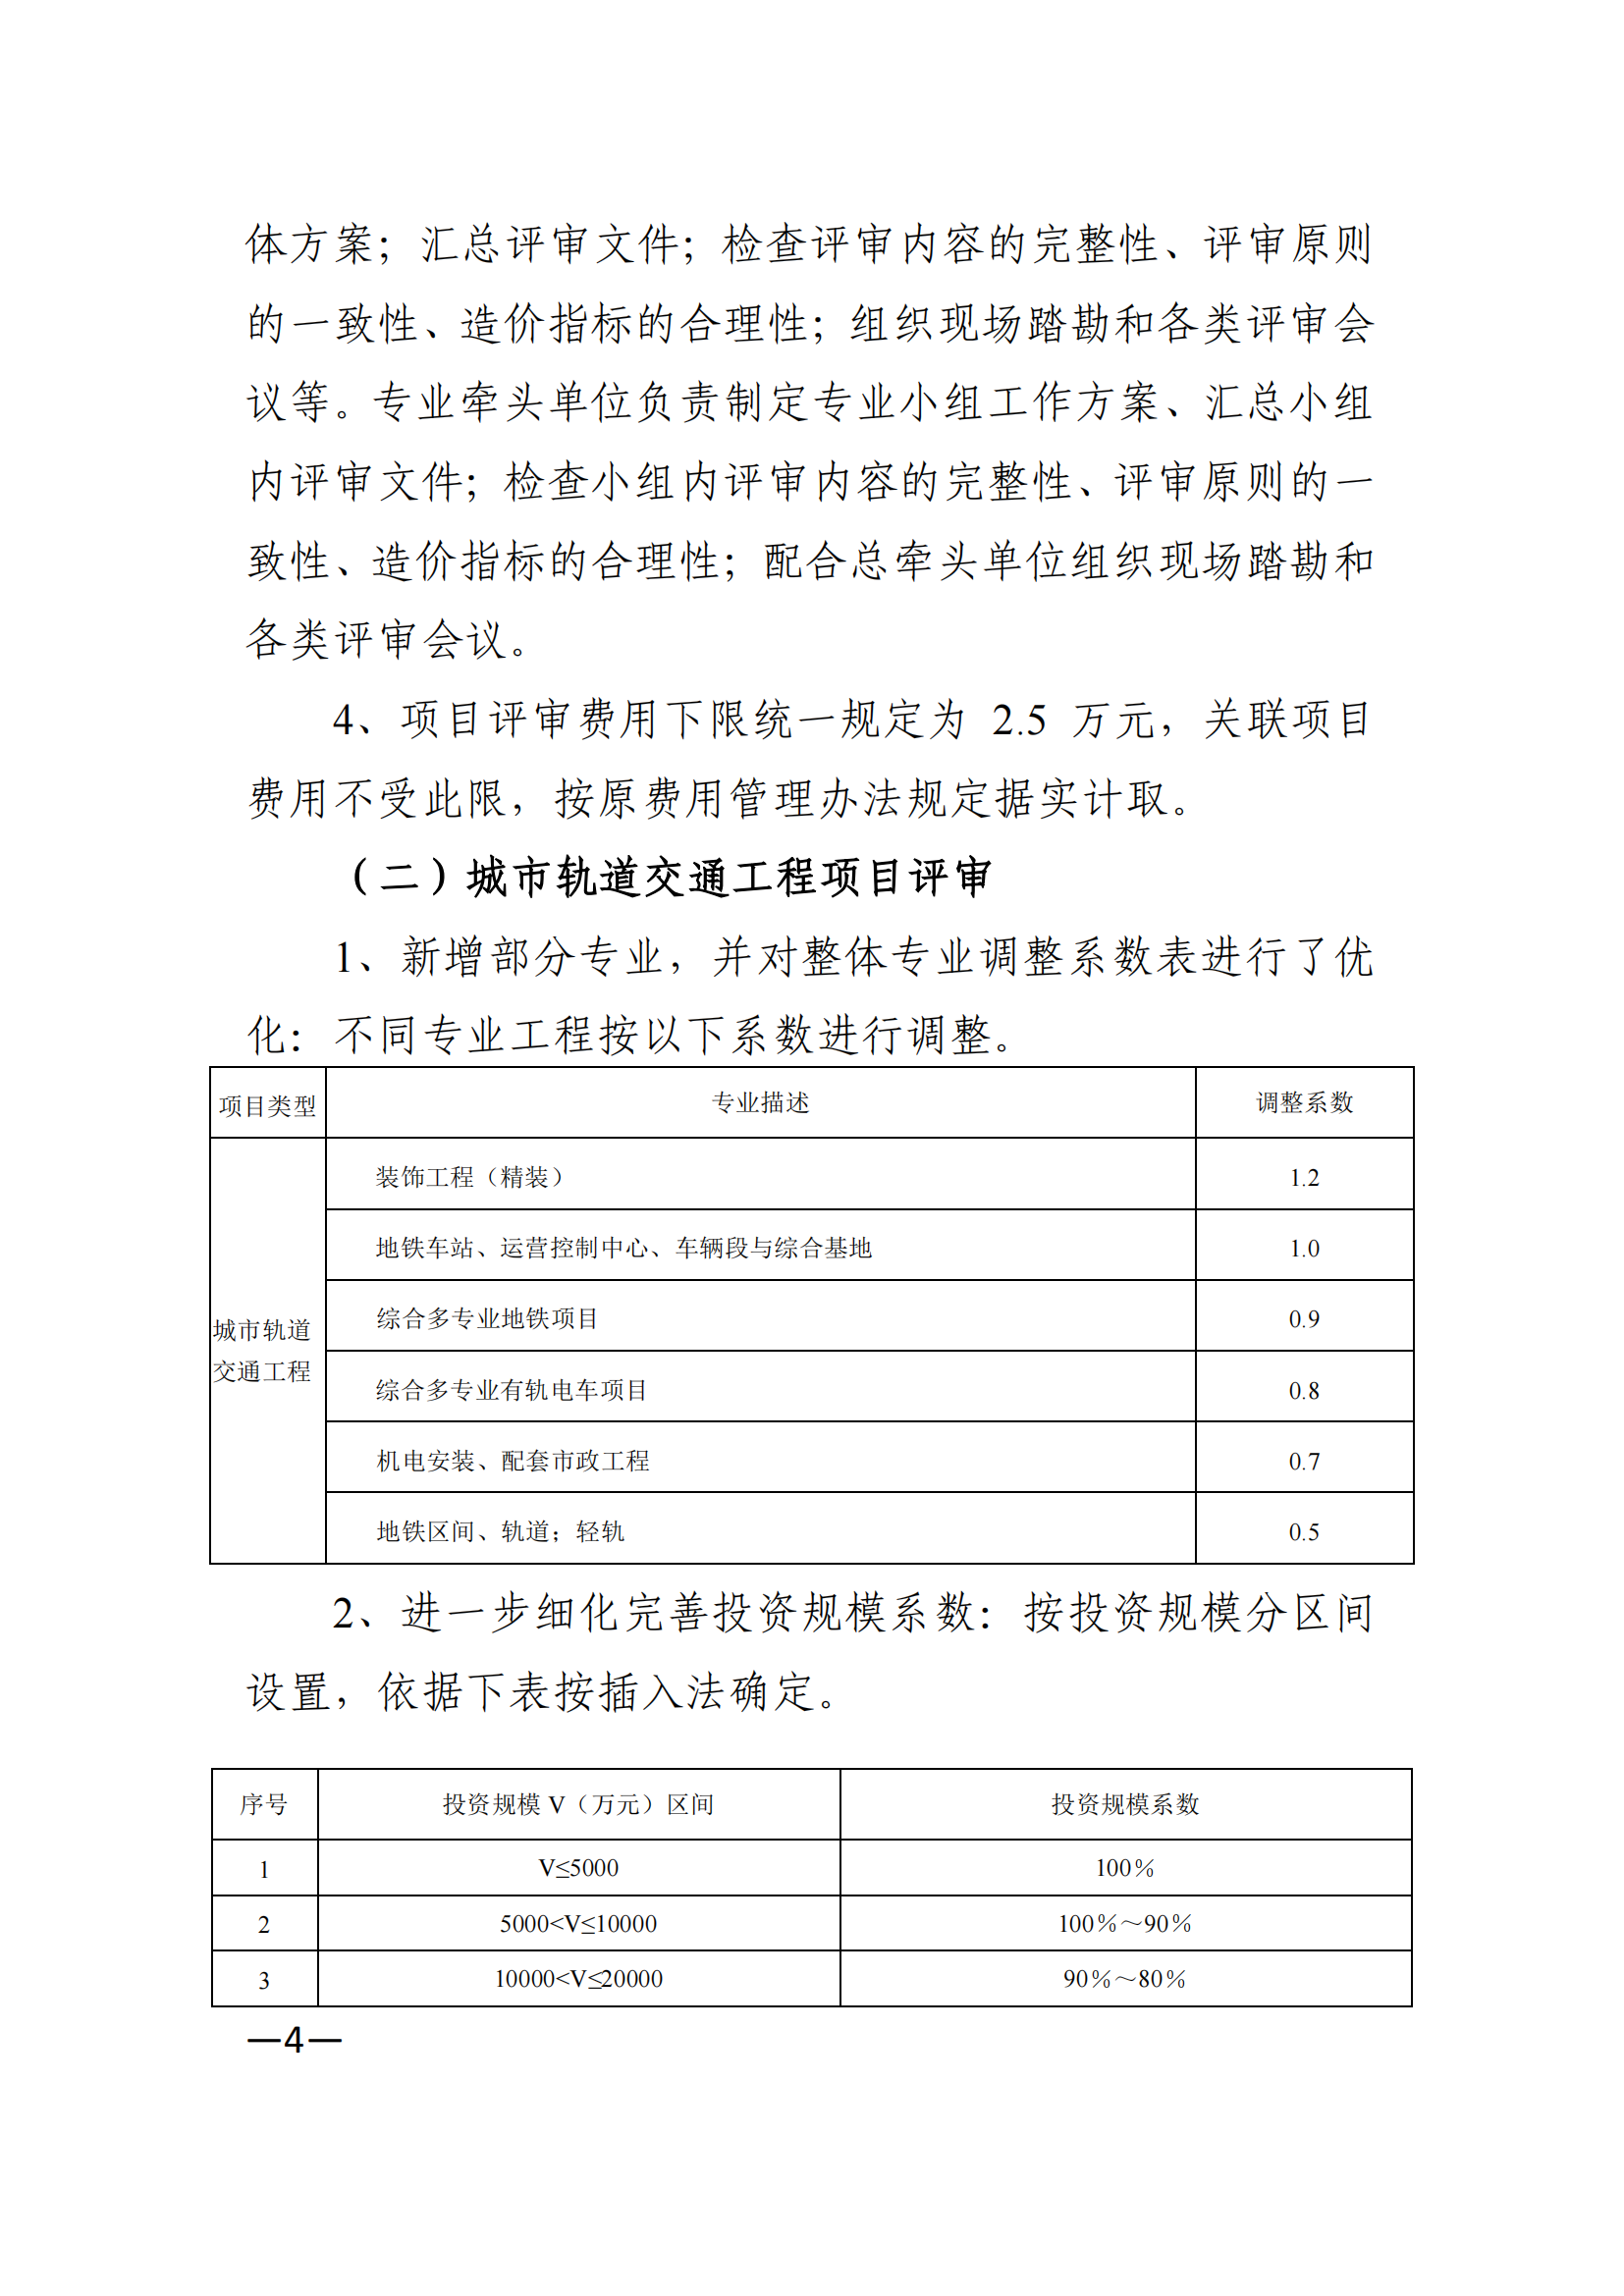 体方案；汇总评审文件；检查评审内容的完整性、评审原则
的一致性、造价指标的合理性；组织现场踏勘和各类评审会
议等。专业牵头单位负责制定专业小组工作方案、汇总小组
内评审文件；检查小组内评审内容的完整性、评审原则的一
致性、造价指标的合理性；配合总牵头单位组织现场踏勘和
各类评审会议。
4、项目评审费用下限统一规定为 2.5 万元，关联项目
费用不受此限，按原费用管理办法规定据实计取。
（二）城市轨道交通工程项目评审
1、新增部分专业，并对整体专业调整系数表进行了优
化：不同专业工程按以下系数进行调整。
项目类型 专业描述 调整系数
城市轨道
交通工程
装饰工程（精装） 1.2
地铁车站、运营控制中心、车辆段与综合基地 1.0
综合多专业地铁项目 0.9
综合多专业有轨电车项目 0.8
机电安装、配套市政工程 0.7
地铁区间、轨道；轻轨 0.5
2、进一步细化完善投资规模系数：按投资规模分区间
设置，依据下表按插入法确定。
序号 投资规模 V（万元）区间 投资规模系数
1 V≤5000 100％
2 5000<V≤10000 100％～90％
3 10000<V≤20000 90％～80％
—4—